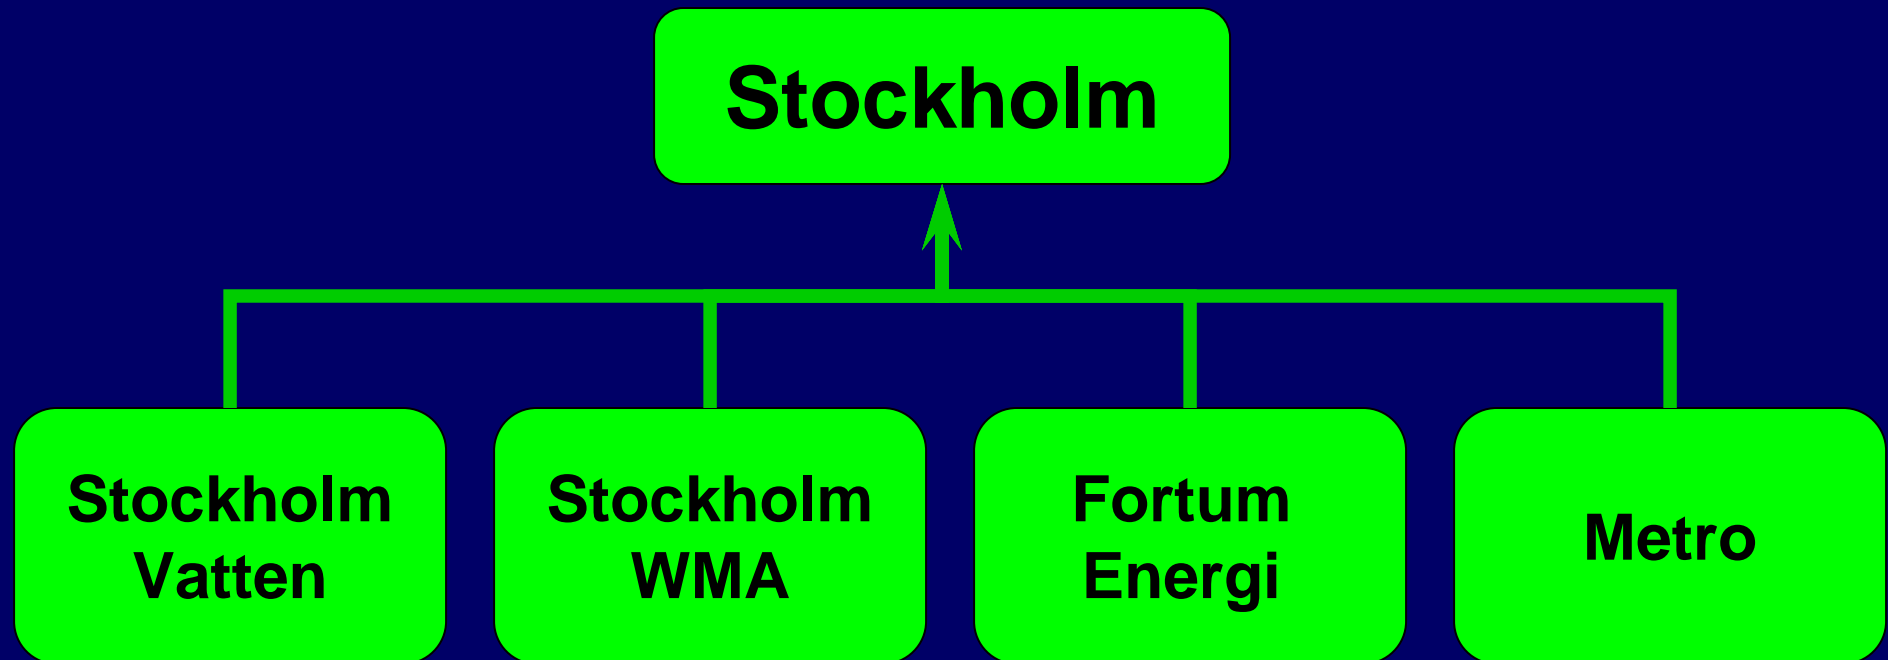 Stockholm
Stockholm
Vatten
Stockholm
WMA
Fortum
Energi
Metro